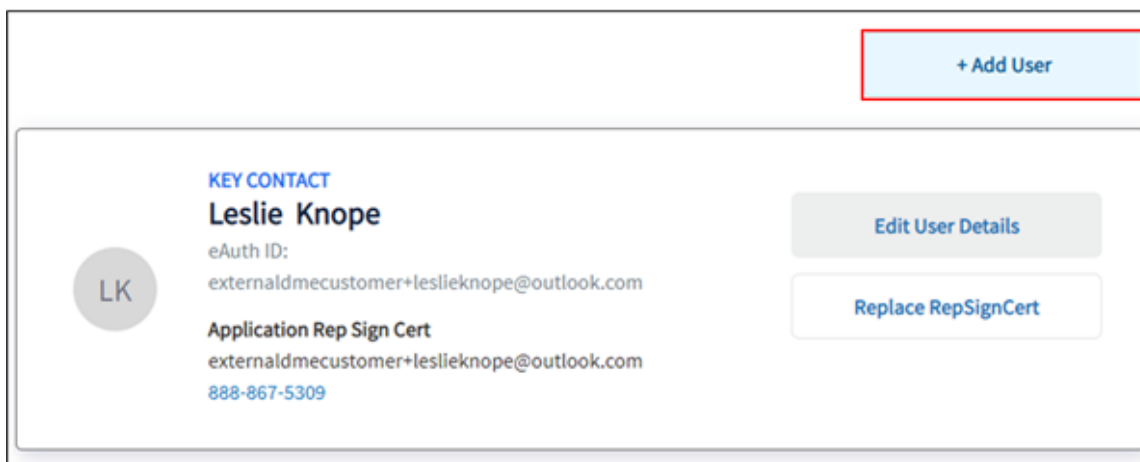 + Add User
KEY CONTACT
Leslie Knope
eAuth ID:
externaldmecustomer+leslieknope@outlook.com
LK
Application Rep Sign Cert
externaldmecustomer+leslieknope@outlook.com
888-867-5309
Edit User Details
Replace RepSignCert